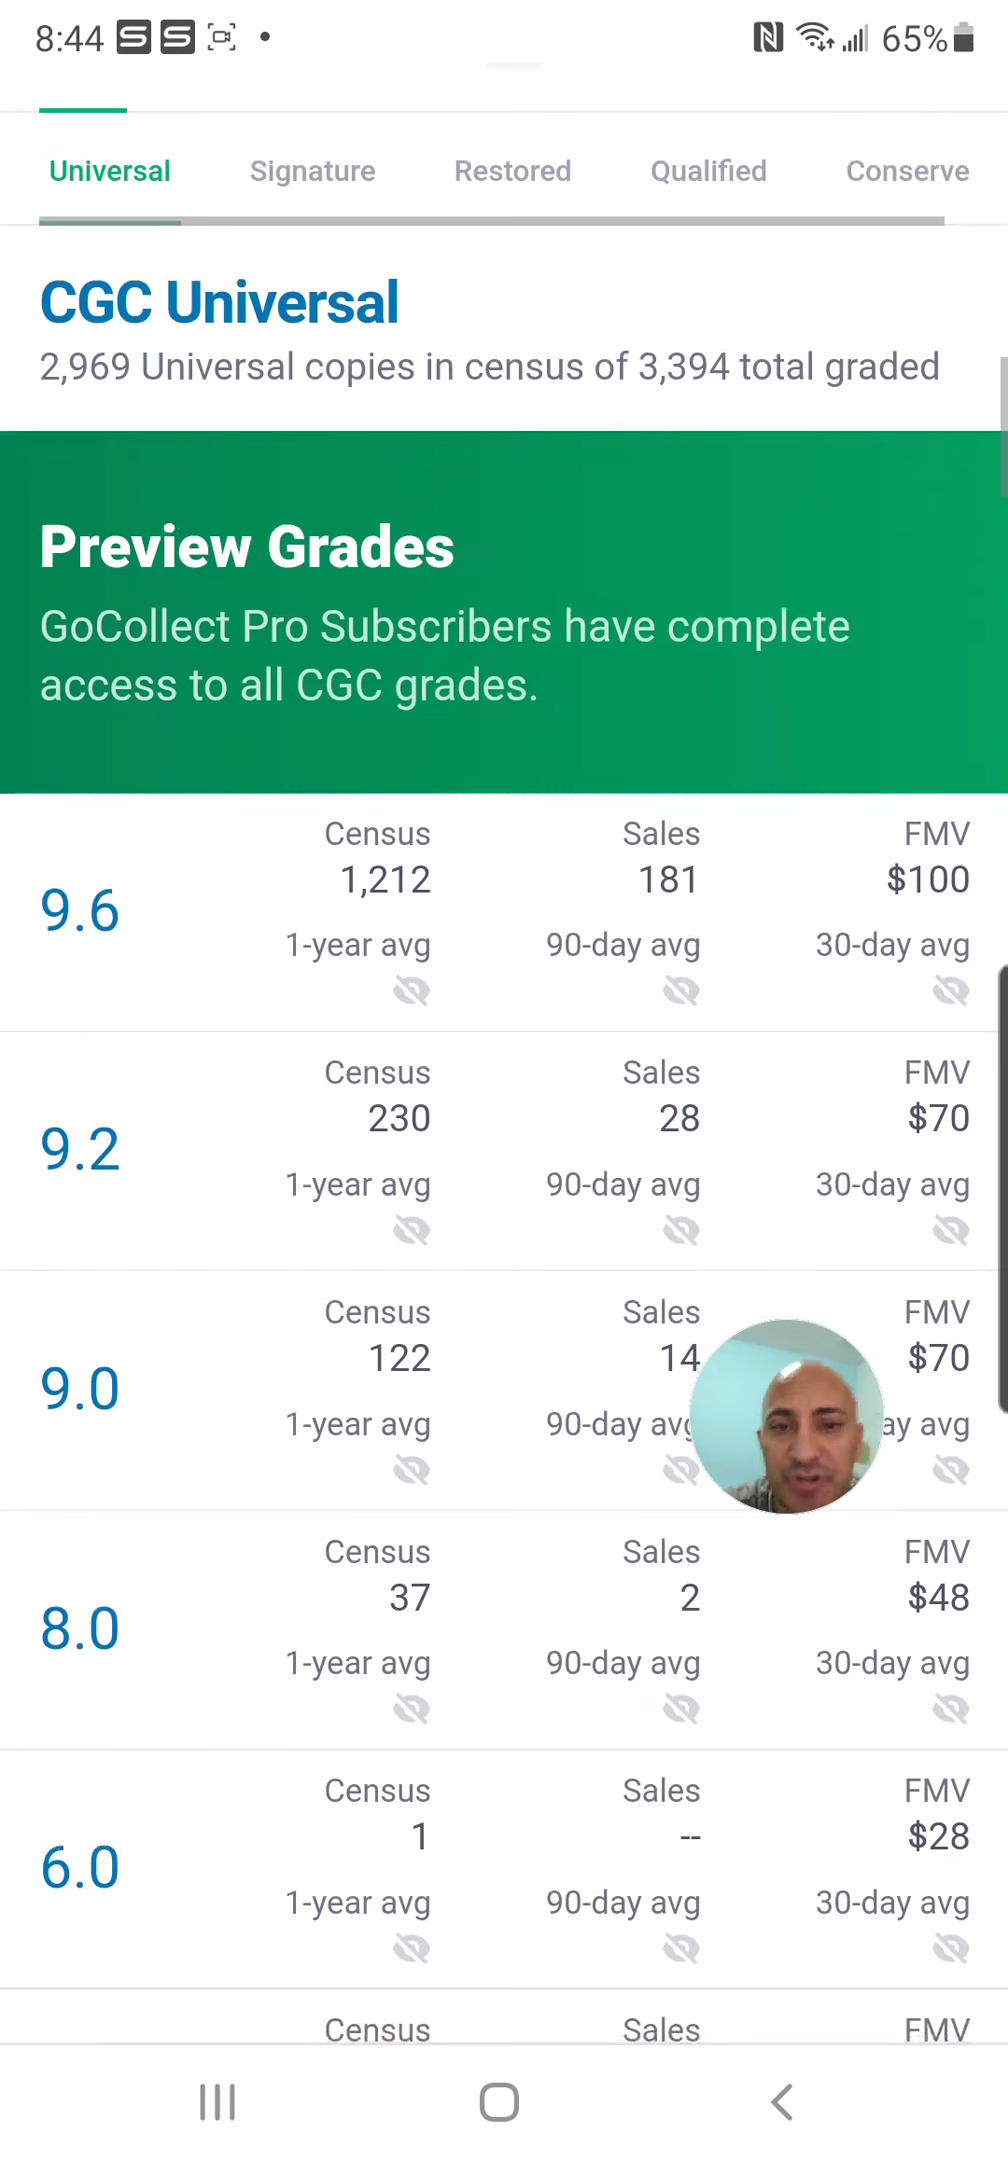 8:44 65%
Universal Signature Restored Qualified Conserve
CGC Universal
2,969 Universal copies in census of 3,394 total graded
Preview Grades
GoCollect Pro Subscribers have complete
access to all CGC grades.
Census Sales FMV
9.6 1,212 181 $100
1-year avg 90-day avg 30-day avg
Census Sales FMV
9.2 230 28 $70
1-year avg 90-day avg 30-day avg
Census Sales FMV
9.0 122 14 $70
1-year avg 90-day avg ay avg
Census Sales FMV
8.0 37 2 $48
1-year avg 90-day avg 30-day avg
Census Sales FMV
6.0 1 -- $28
1-year avg 90-day avg 30-day avg
Census Sales FMV